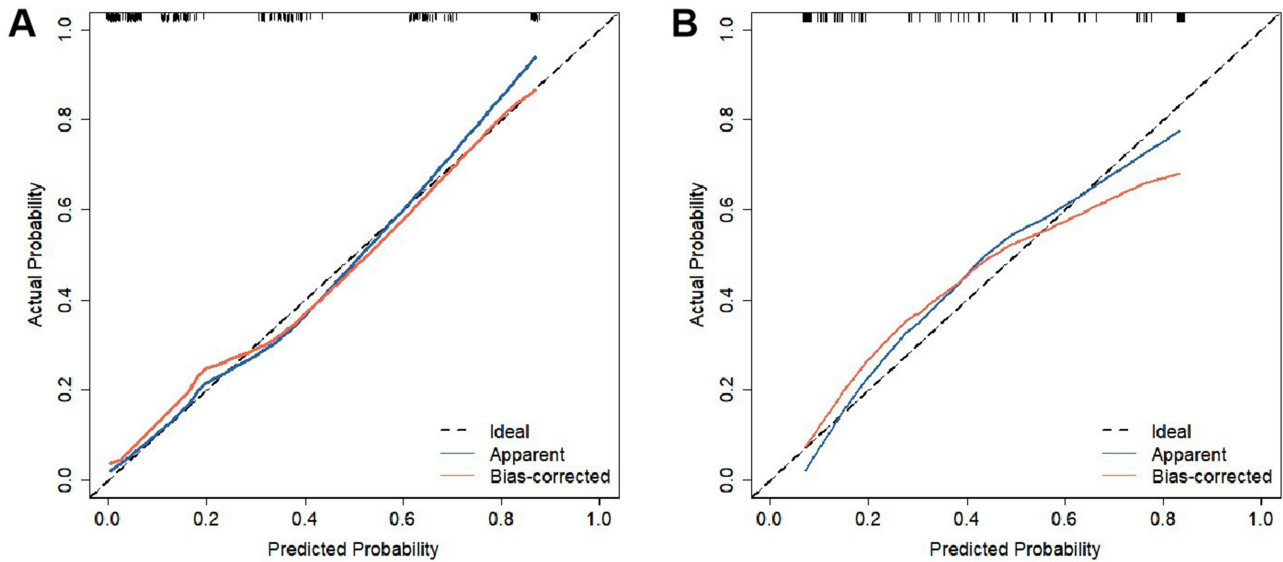 A
Actual Probability
1.0
0.8
0.6
0.4
0.2
0.0
Ideal
Apparent
Bias-corrected
0.0 0.2 0.4 0.6 0.8 1.0
Predicted Probability
B
Actual Probability
1.0
0.8
0.6
0.4
0.2
0.0
Ideal
Apparent
Bias-corrected
0.0 0.2 0.4 0.6 0.8 1.0
Predicted Probability